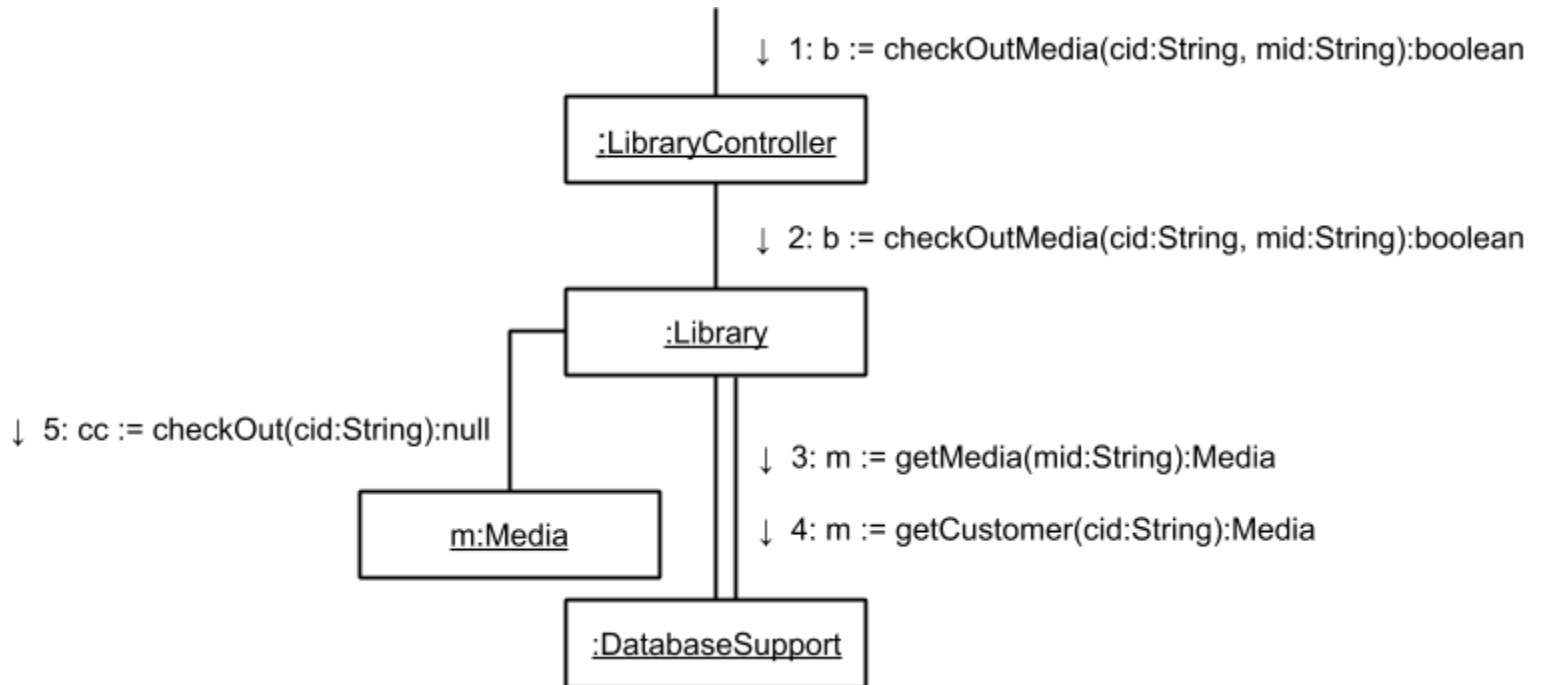 ↓ 1: b := checkOutMedia(cid:String, mid:String):boolean
:LibraryController
↓ 2: b := checkOutMedia(cid:String, mid:String):boolean
:Library
↓ 5: cc := checkOut(cid:String):null
↓ 3: m := getMedia(mid:String):Media
↓ 4: m := getCustomer(cid:String):Media
m:Media
:DatabaseSupport